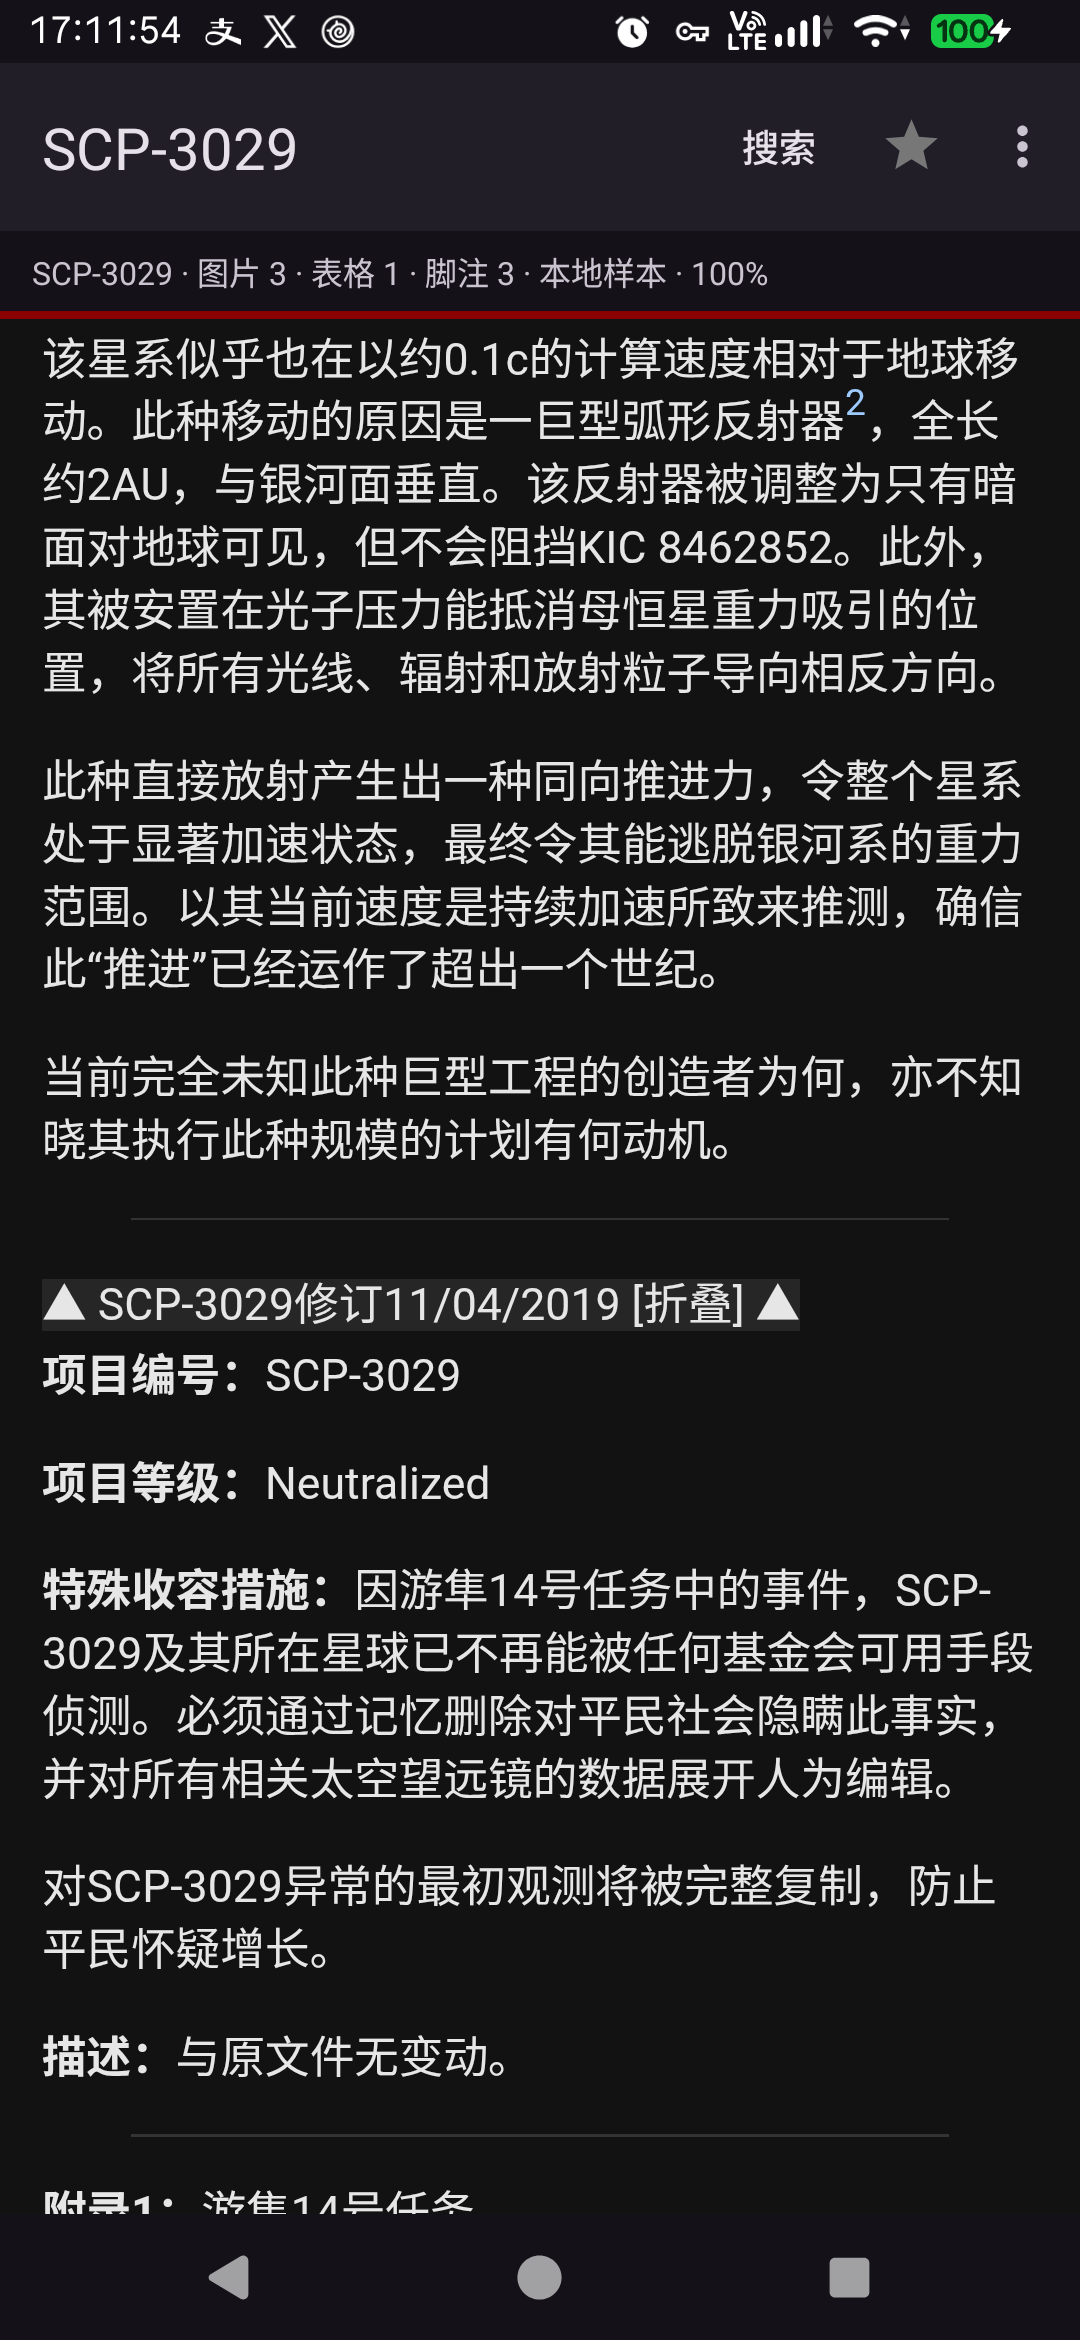 17:11:54
VoLTE
100
SCP-3029
搜索
SCP-3029 · 图片 3 · 表格 1 · 脚注 3 · 本地样本 · 100%
该星系似乎也在以约0.1c的计算速度相对于地球移
动。此种移动的原因是一巨型弧形反射器2，全长
约2AU，与银河面垂直。该反射器被调整为只有暗
面对地球可见，但不会阻挡KIC 8462852。此外，
其被安置在光子压力能抵消母恒星重力吸引的位
置，将所有光线、辐射和放射粒子导向相反方向。
此种直接放射产生出一种同向推进力，令整个星系
处于显著加速状态，最终令其能逃脱银河系的重力
范围。以其当前速度是持续加速所致来推测，确信
此“推进”已经运作了超出一个世纪。
当前完全未知此种巨型工程的创造者为何，亦不知
晓其执行此种规模的计划有何动机。
▲ SCP-3029修订11/04/2019 [折叠] ▲
项目编号：SCP-3029
项目等级：Neutralized
特殊收容措施：因游隼14号任务中的事件，SCP-
3029及其所在星球已不再能被任何基金会可用手段
侦测。必须通过记忆删除对平民社会隐瞒此事实，
并对所有相关太空望远镜的数据展开人为编辑。
对SCP-3029异常的最初观测将被完整复制，防止
平民怀疑增长。
描述：与原文件无变动。
附录1：游隼14号任务